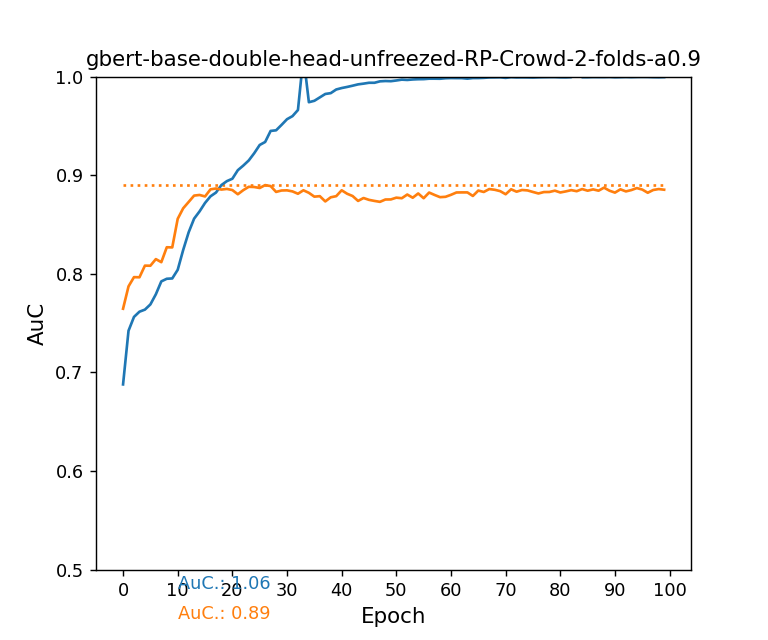 gbert-base-double-head-unfreezed-RP-Crowd-2-folds-a0.9
1.0
0.9
0.8
0.7
0.6
0.5
AuC
0 10 20 30 40 50 60 70 80 90 100
AuC.: 1.06
AuC.: 0.89
Epoch